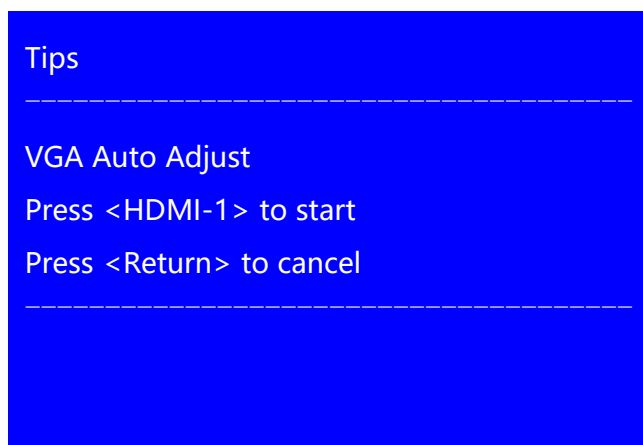 Tips
VGA Auto Adjust
Press <HDMI-1> to start
Press <Return> to cancel